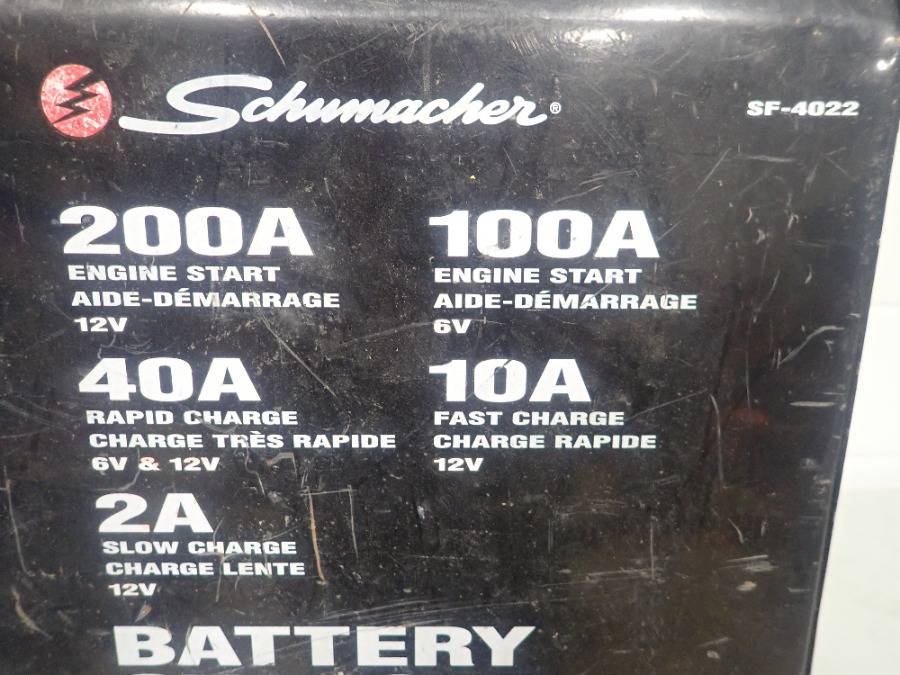 Schumacher®
SF-4022
200A
ENGINE START
AIDE-DÉMARRAGE
12V
100A
ENGINE START
AIDE-DÉMARRAGE
6V
40A
RAPID CHARGE
CHARGE TRÈS RAPIDE
6V & 12V
10A
FAST CHARGE
CHARGE RAPIDE
12V
2A
SLOW CHARGE
CHARGE LENTE
12V
BATTERY